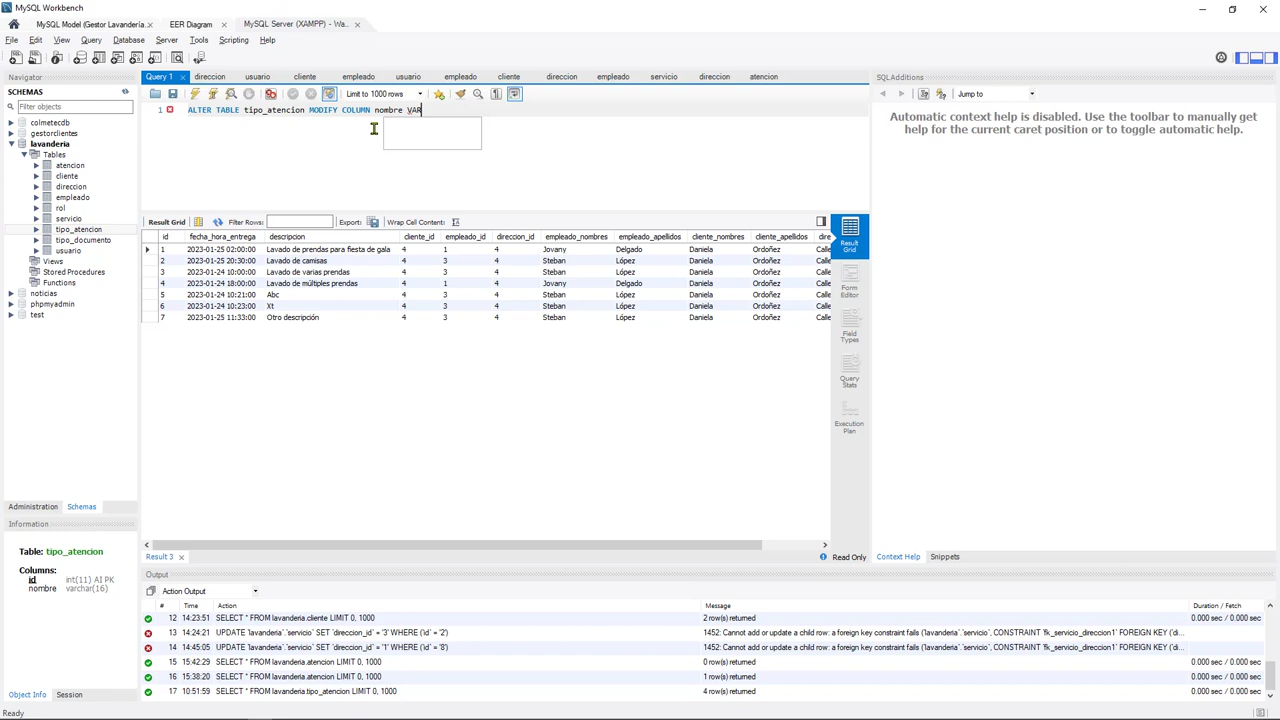 MySQL Workbench
MySQL Model (Gestor Lavandería... × EER Diagram × MySQL Server (XAMPP) - Wa... ×
File Edit View Query Database Server Tools Scripting Help
Navigator
SCHEMAS
Filter objects
colmetecdb
gestorclientes
lavanderia
Tables
atencion
cliente
direccion
empleado
rol
servicio
tipo_atencion
tipo_documento
usuario
Views
Stored Procedures
Functions
noticias
phpmyadmin
test
Administration Schemas
Information
Table: tipo_atencion
Columns:
id int(11) AI PK
nombre varchar(16)
Object Info Session
Ready
Query 1 × direccion usuario cliente empleado usuario empleado cliente direccion empleado servicio direccion atencion
Limit to 1000 rows
1 ALTER TABLE tipo_atencion MODIFY COLUMN nombre VAR
Result Grid Filter Rows: Export: Wrap Cell Content:
id fecha_hora_entrega descripcion cliente_id empleado_id direccion_id empleado_nombres empleado_apellidos cliente_nombres cliente_apellidos dire
1 2023-01-25 02:00:00 Lavado de prendas para fiesta de gala 4 1 4 Jovany Delgado Daniela Ordoñez Calle
2 2023-01-25 20:30:00 Lavado de camisas 4 3 4 Steban López Daniela Ordoñez Calle
3 2023-01-24 10:00:00 Lavado de varias prendas 4 3 4 Steban López Daniela Ordoñez Calle
4 2023-01-24 18:00:00 Lavado de múltiples prendas 4 1 4 Jovany Delgado Daniela Ordoñez Calle
5 2023-01-24 10:21:00 Abc 4 3 4 Steban López Daniela Ordoñez Calle
6 2023-01-24 10:23:00 Xt 4 3 4 Steban López Daniela Ordoñez Calle
7 2023-01-25 11:33:00 Otro descripción 4 3 4 Steban López Daniela Ordoñez Calle
Result Grid
Form Editor
Field Types
Query Stats
Execution Plan
Result 3 × Read Only
SQLAdditions
Jump to
Automatic context help is disabled. Use the toolbar to manually get
help for the current caret position or to toggle automatic help.
Context Help Snippets
Output
Action Output
# Time Action Message Duration / Fetch
12 14:23:51 SELECT * FROM lavanderia.cliente LIMIT 0, 1000 2 row(s) returned 0.000 sec / 0.000 sec
13 14:24:21 UPDATE `lavanderia`.`servicio` SET `direccion_id` = '3' WHERE (`id` = '2') 1452: Cannot add or update a child row: a foreign key constraint fails (`lavanderia`.`servicio`, CONSTRAINT `fk_servicio_direccion1` FOREIGN KEY (`di...
14 14:45:05 UPDATE `lavanderia`.`servicio` SET `direccion_id` = '1' WHERE (`id` = '8') 1452: Cannot add or update a child row: a foreign key constraint fails (`lavanderia`.`servicio`, CONSTRAINT `fk_servicio_direccion1` FOREIGN KEY (`di...
15 15:42:29 SELECT * FROM lavanderia.atencion LIMIT 0, 1000 0 row(s) returned 0.000 sec / 0.000 sec
16 15:38:20 SELECT * FROM lavanderia.atencion LIMIT 0, 1000 1 row(s) returned 0.000 sec / 0.000 sec
17 10:51:59 SELECT * FROM lavanderia.tipo_atencion LIMIT 0, 1000 4 row(s) returned 0.000 sec / 0.000 sec